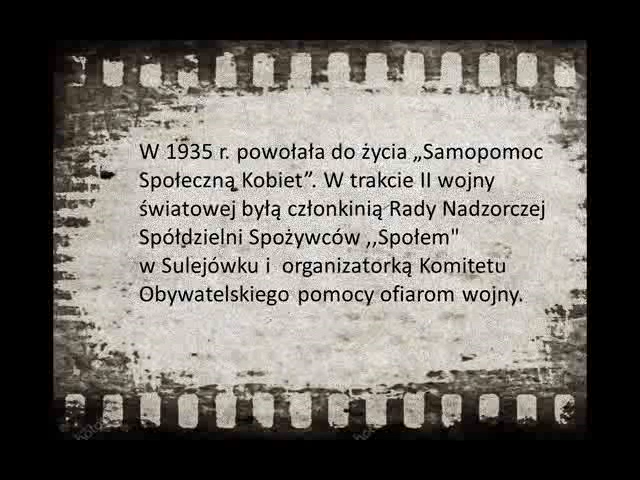 W 1935 r. powołała do życia „Samopomoc
Społeczną Kobiet”. W trakcie II wojny
światowej byłą członkinią Rady Nadzorczej
Spółdzielni Spożywców ,,Społem"
w Sulejówku i organizatorką Komitetu
Obywatelskiego pomocy ofiarom wojny.